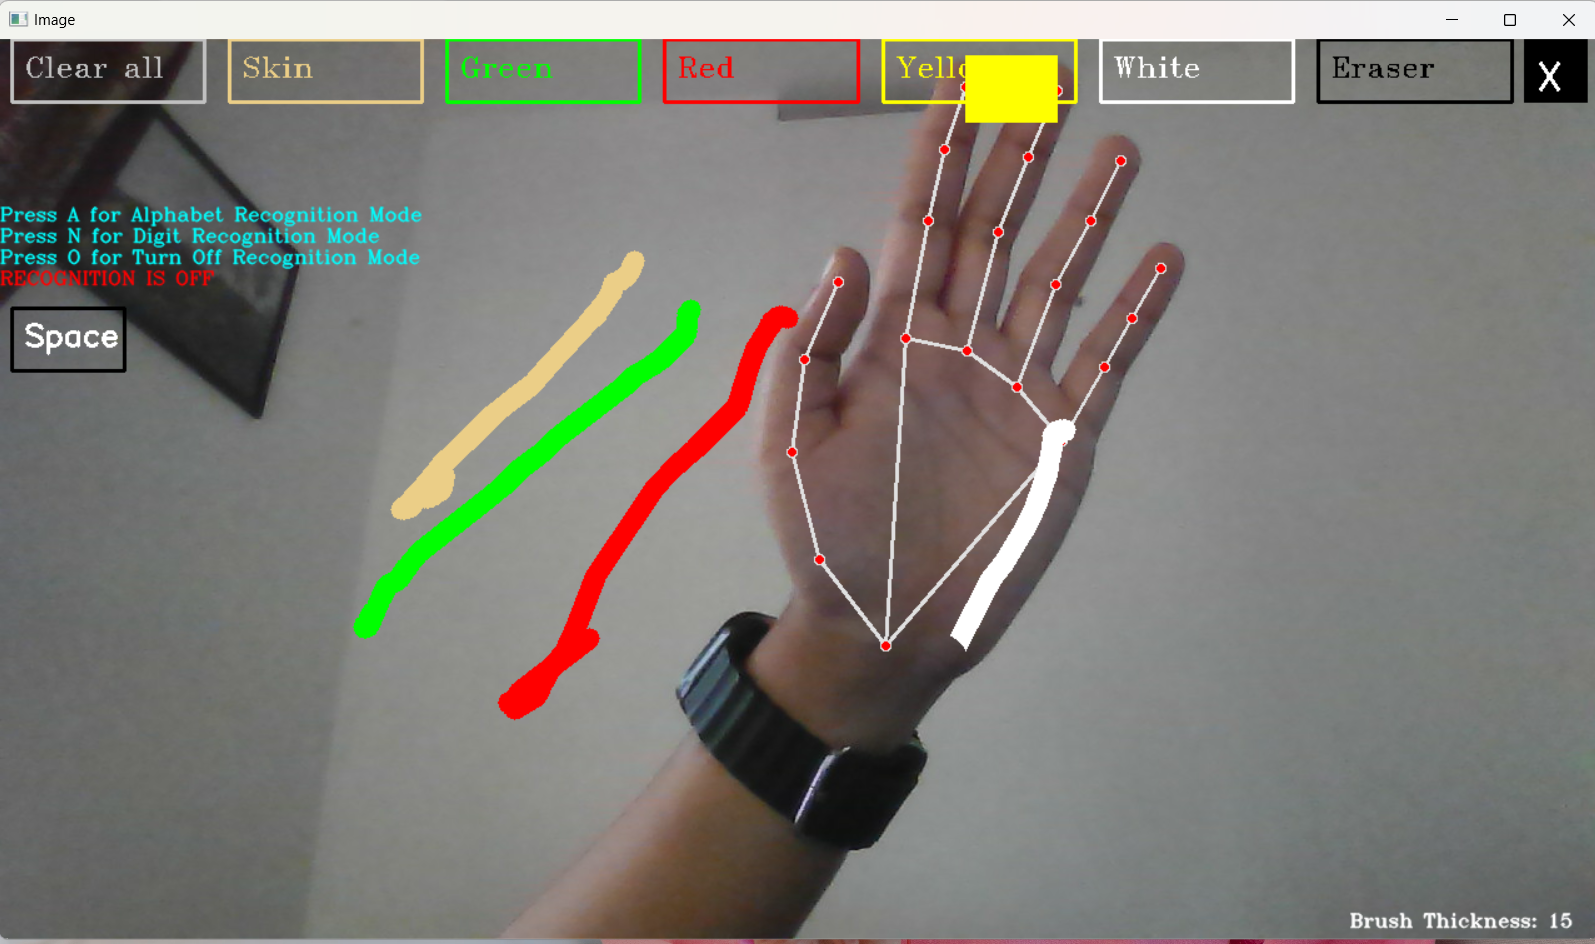 Image
Clear all
Skin
Green
Red
Yello
White
Eraser
X
Press A for Alphabet Recognition Mode
Press N for Digit Recognition Mode
Press O for Turn Off Recognition Mode
RECOGNITION IS OFF
Space
Brush Thickness: 15